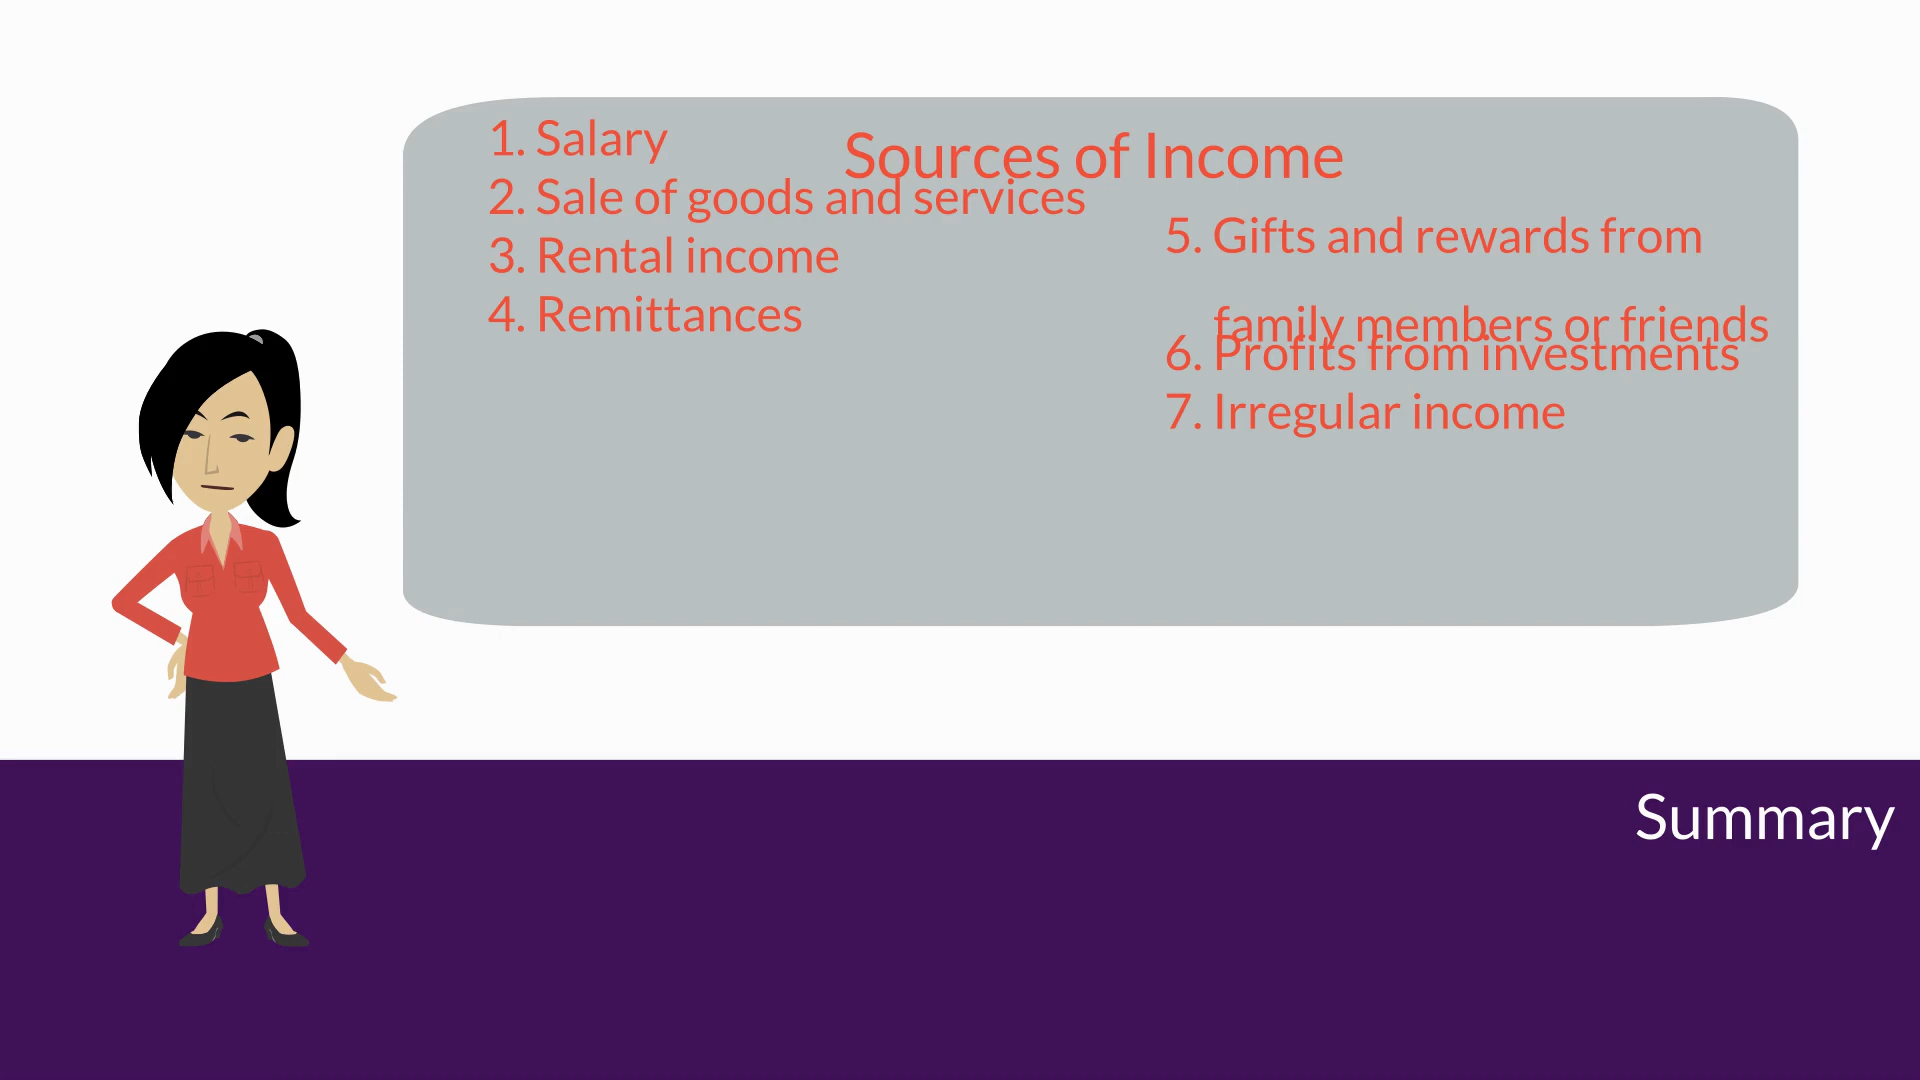 Sources of Income
1. Salary
2. Sale of goods and services
3. Rental income
4. Remittances
5. Gifts and rewards from
family members or friends
6. Profits from investments
7. Irregular income
Summary